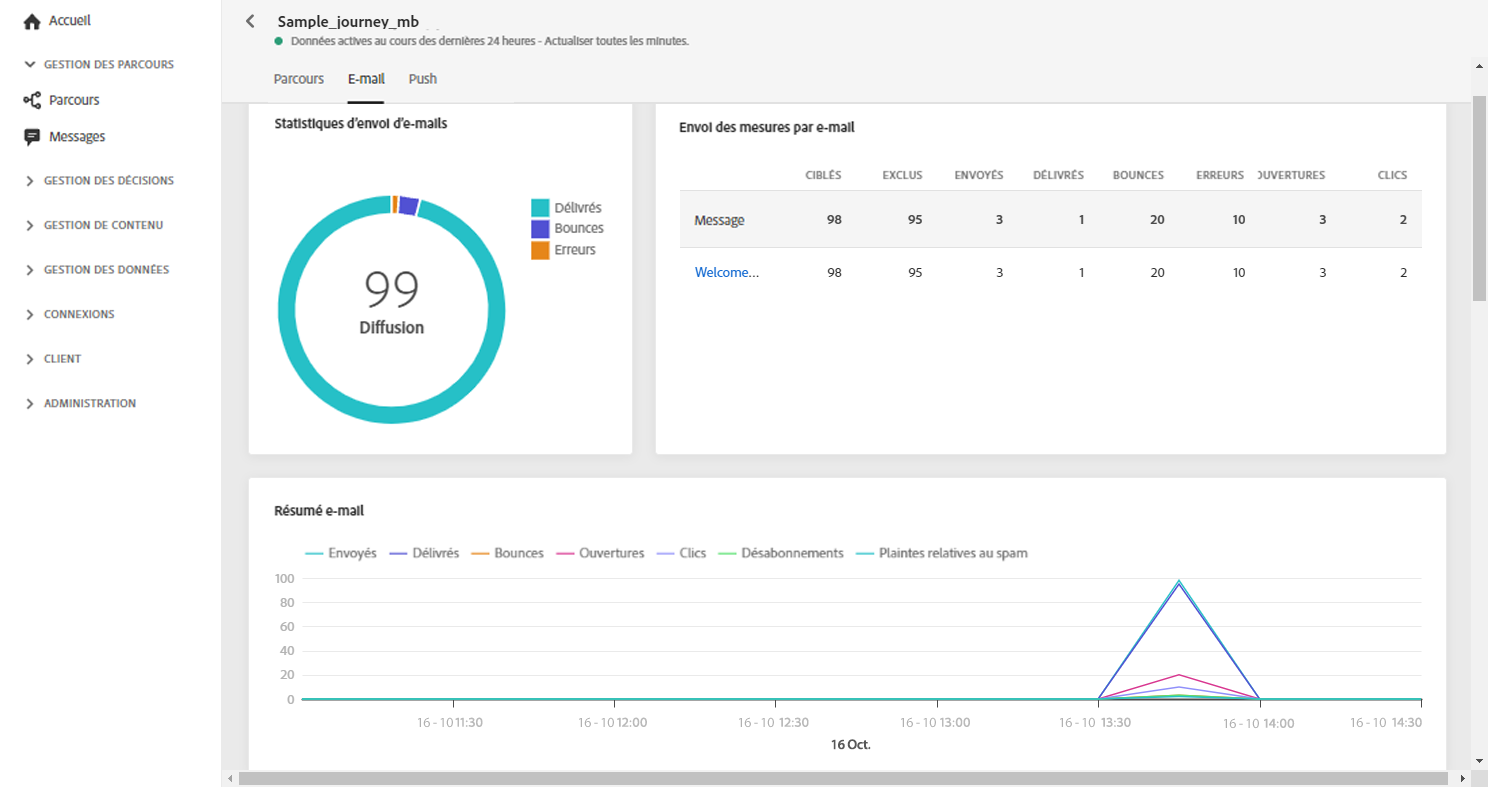 Accueil
GESTION DES PARCOURS
Parcours
Messages
GESTION DES DÉCISIONS
GESTION DE CONTENU
GESTION DES DONNÉES
CONNEXIONS
CLIENT
ADMINISTRATION
Sample_journey_mb
Données actives au cours des dernières 24 heures - Actualiser toutes les minutes.
Parcours E-mail Push
Statistiques d'envoi d'e-mails
99
Diffusion
Délivrés
Bounces
Erreurs
Envoi des mesures par e-mail
CIBLÉS EXCLUS ENVOYÉS DÉLIVRÉS BOUNCES ERREURS OUVERTURES CLICS
Message 98 95 3 1 20 10 3 2
Welcome... 98 95 3 1 20 10 3 2
Résumé e-mail
Envoyés Délivrés Bounces Ouvertures Clics Désabonnements Plaintes relatives au spam
100
80
60
40
20
0
16 - 10 11:30 16 - 10 12:00 16 - 10 12:30 16 - 10 13:00 16 - 10 13:30 16 - 10 14:00 16 - 10 14:30
16 Oct.